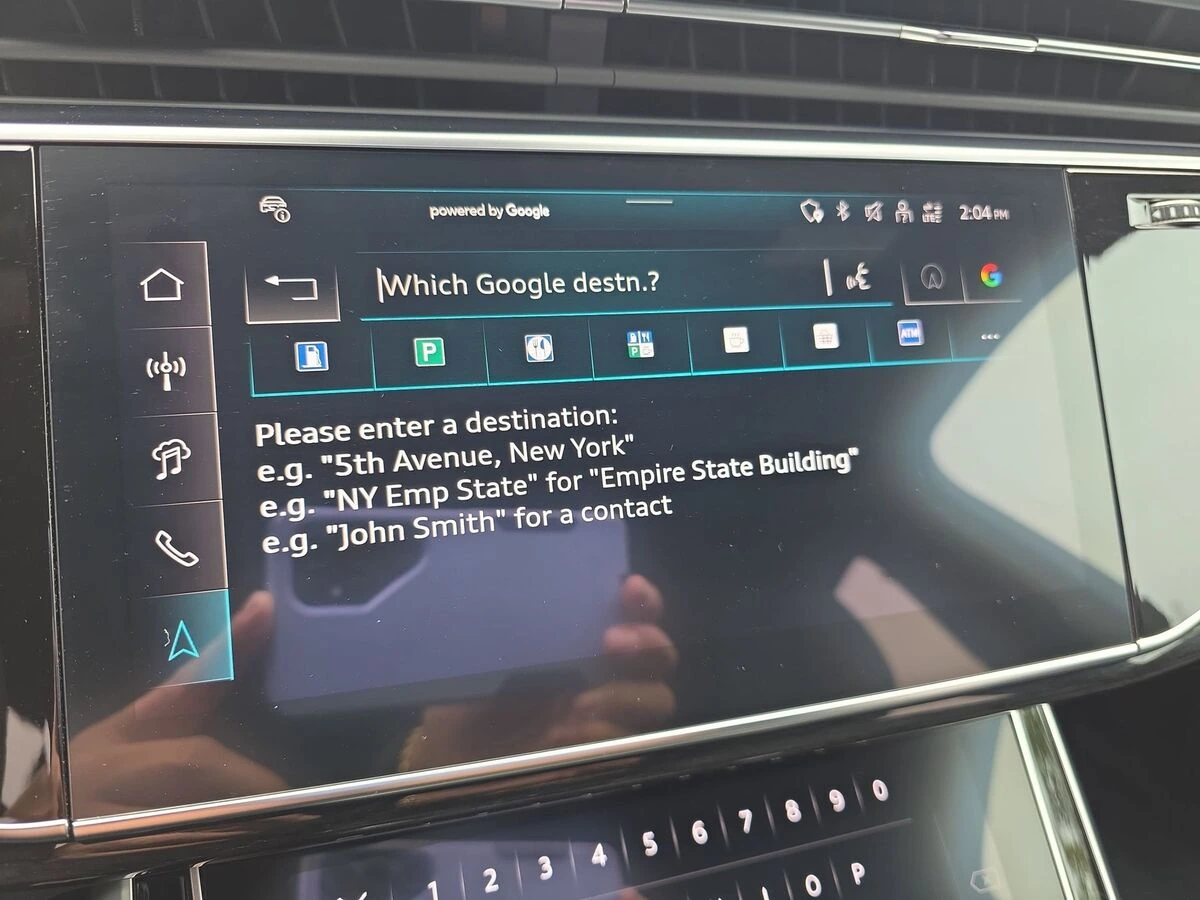 powered by Google
LTE
2:04 PM
Which Google destn.?
G
P
P
ATM
Please enter a destination:
e.g. "5th Avenue, New York"
e.g. "NY Emp State" for "Empire State Building"
e.g. "John Smith" for a contact
1 2 3 4 5 6 7 8 9 0
O P